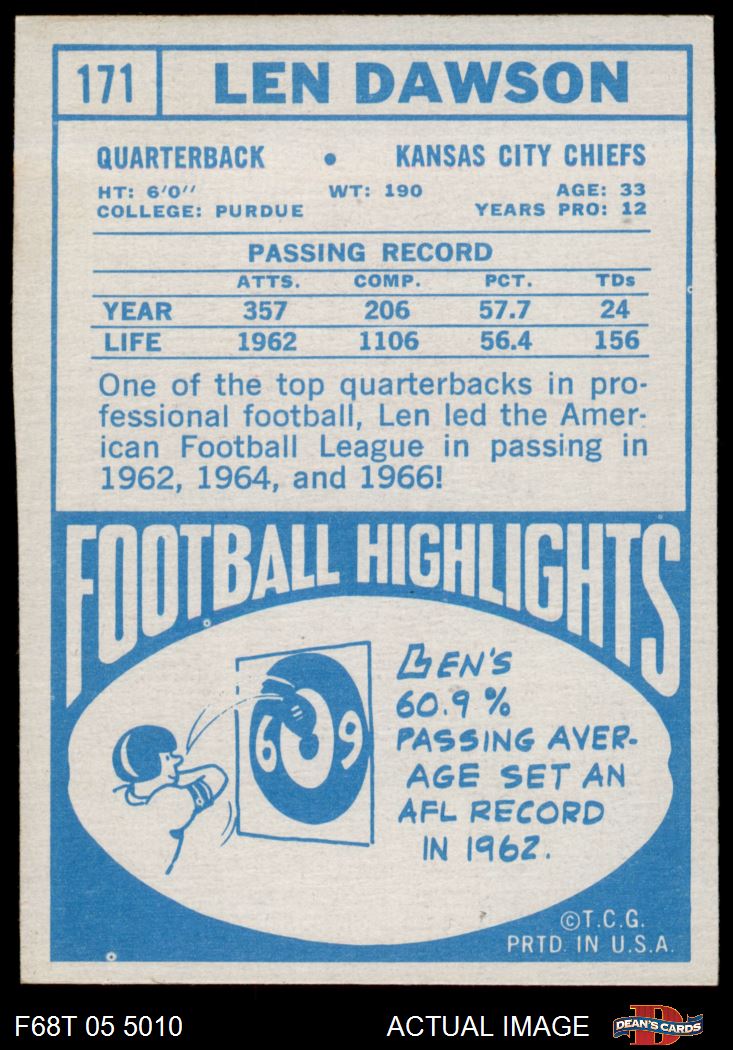 171 LEN DAWSON
QUARTERBACK • KANSAS CITY CHIEFS
HT: 6'0'' WT: 190 AGE: 33
COLLEGE: PURDUE YEARS PRO: 12
PASSING RECORD
ATTS. COMP. PCT. TDs
YEAR 357 206 57.7 24
LIFE 1962 1106 56.4 156
One of the top quarterbacks in pro-
fessional football, Len led the Amer-
ican Football League in passing in
1962, 1964, and 1966!
FOOTBALL HIGHLIGHTS
6 9
LEN'S
60.9%
PASSING AVER-
AGE SET AN
AFL RECORD
IN 1962.
©T.C.G.
PRTD. IN U.S.A.
F68T 05 5010 ACTUAL IMAGE
D
DEAN'S CARDS